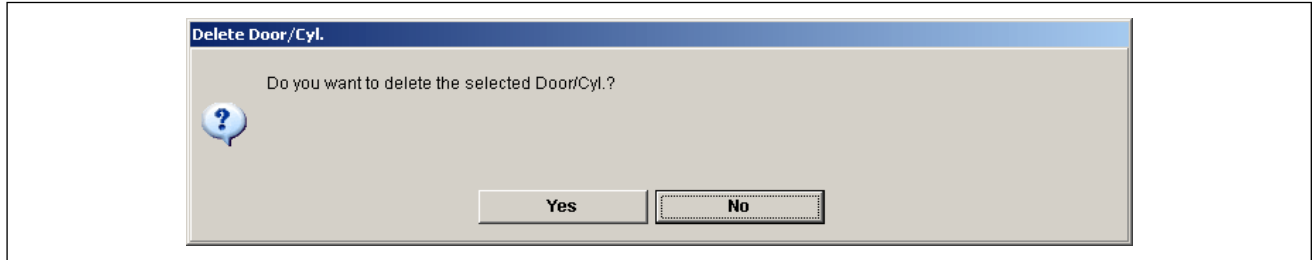 Delete Door/Cyl.
Do you want to delete the selected Door/Cyl.?
Yes No